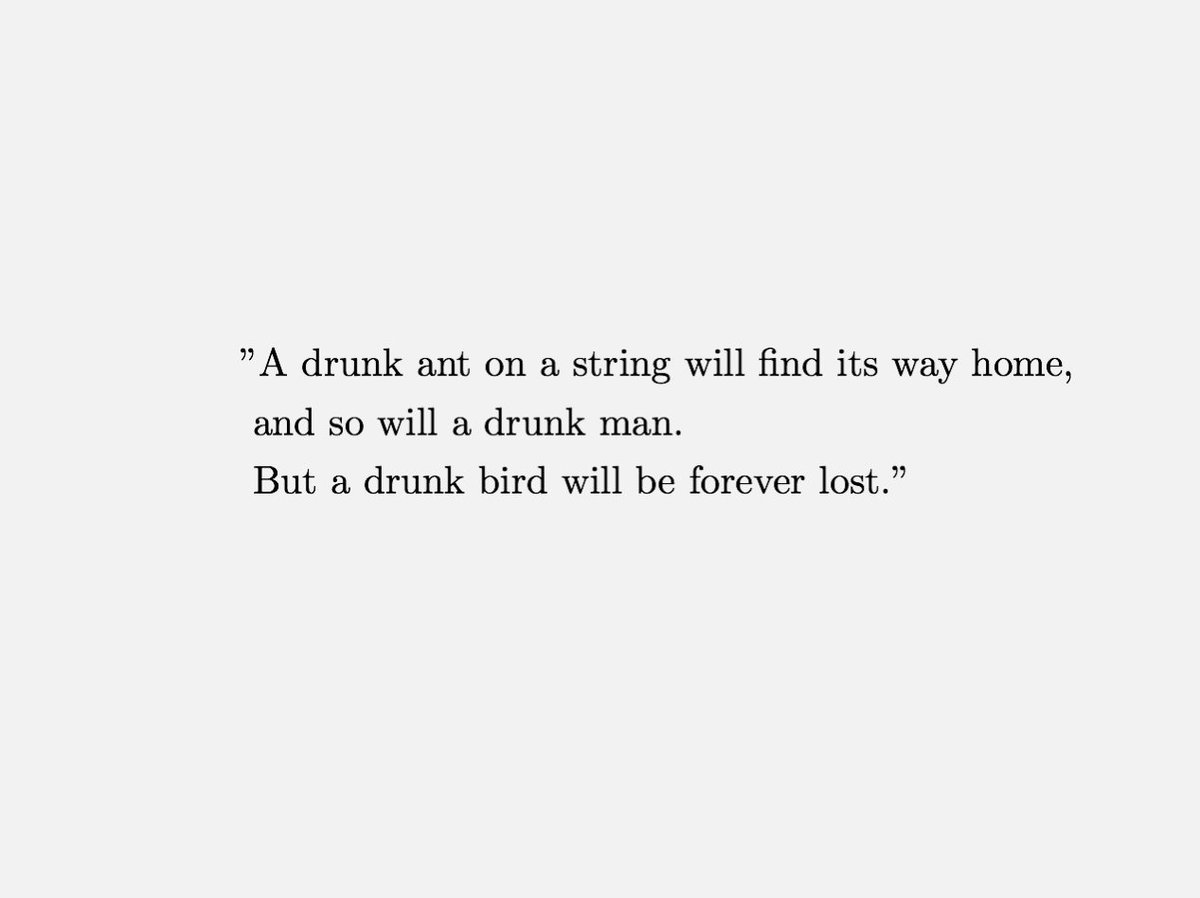 ”A drunk ant on a string will find its way home,
and so will a drunk man.
But a drunk bird will be forever lost.”